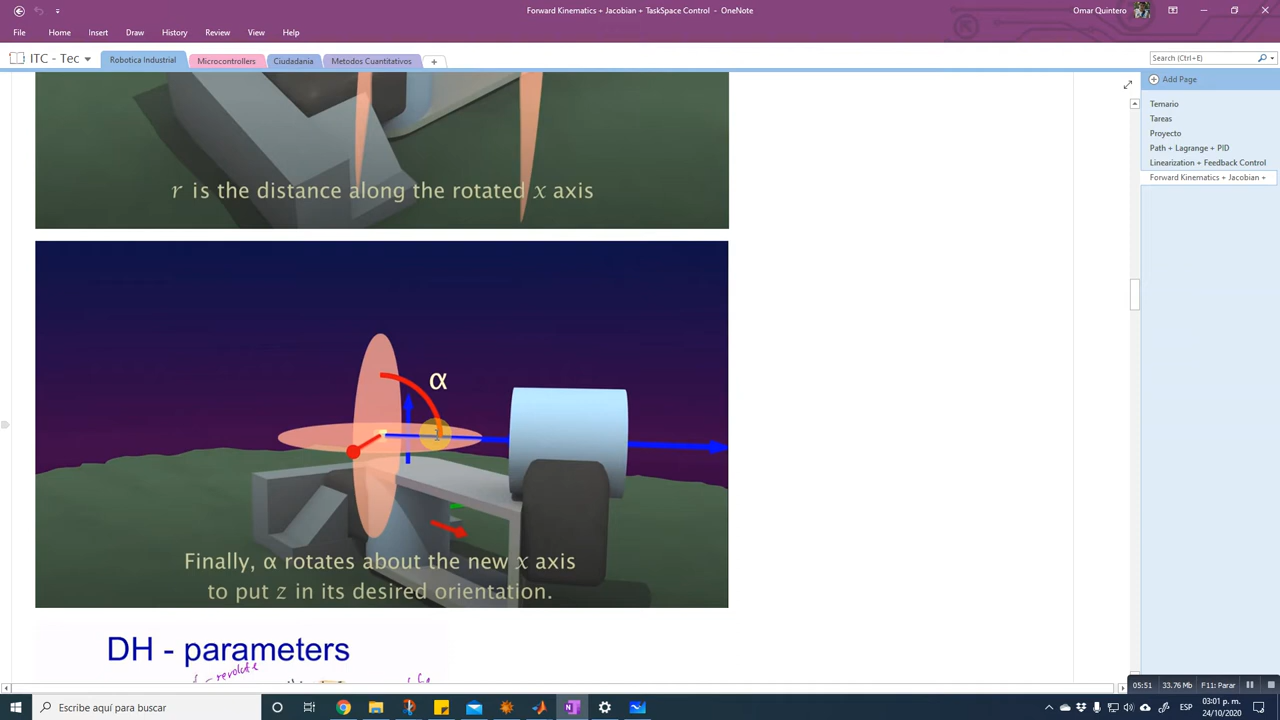 Forward Kinematics + Jacobian + TaskSpace Control - OneNote
Omar Quintero
File Home Insert Draw History Review View Help
ITC - Tec
Robotica Industrial
Microcontrollers
Ciudadania
Metodos Cuantitativos
Search (Ctrl+E)
Add Page
Temario
Tareas
Proyecto
Path + Lagrange + PID
Linearization + Feedback Control
Forward Kinematics + Jacobian +
r is the distance along the rotated x axis
α
Finally, α rotates about the new x axis
to put z in its desired orientation.
DH - parameters
revolute
05:51 33.76 Mb F11: Parar
Escribe aquí para buscar
ESP
03:01 p. m.
24/10/2020